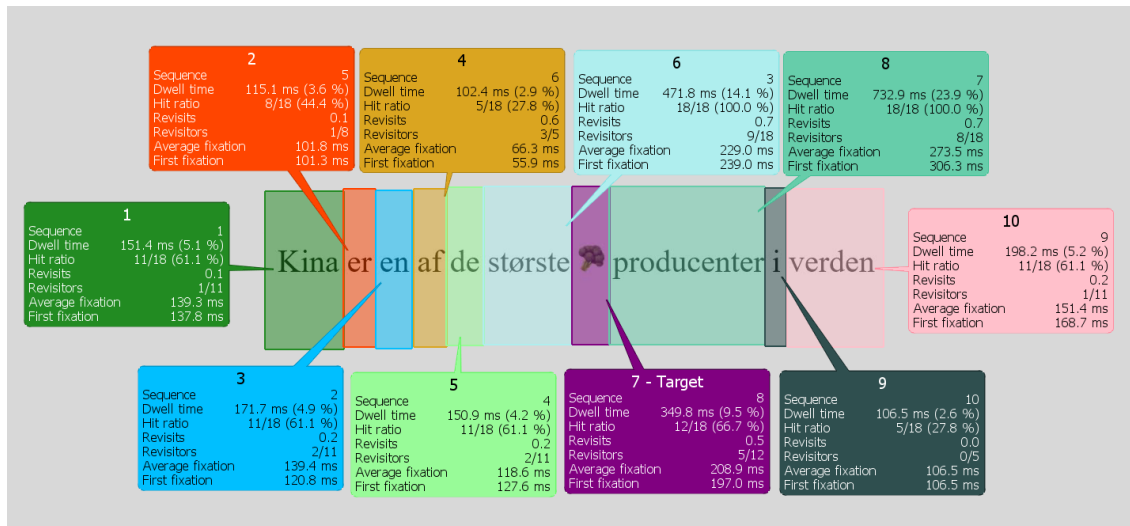 2
Sequence 5
Dwell time 115.1 ms (3.6 %)
Hit ratio 8/18 (44.4 %)
Revisits 0.1
Revisitors 1/8
Average fixation 101.8 ms
First fixation 101.3 ms
4
Sequence 6
Dwell time 102.4 ms (2.9 %)
Hit ratio 5/18 (27.8 %)
Revisits 0.6
Revisitors 3/5
Average fixation 66.3 ms
First fixation 55.9 ms
6
Sequence 3
Dwell time 471.8 ms (14.1 %)
Hit ratio 18/18 (100.0 %)
Revisits 0.7
Revisitors 9/18
Average fixation 229.0 ms
First fixation 239.0 ms
8
Sequence 7
Dwell time 732.9 ms (23.9 %)
Hit ratio 18/18 (100.0 %)
Revisits 0.7
Revisitors 8/18
Average fixation 273.5 ms
First fixation 306.3 ms
1
Sequence 1
Dwell time 151.4 ms (5.1 %)
Hit ratio 11/18 (61.1 %)
Revisits 0.1
Revisitors 1/11
Average fixation 139.3 ms
First fixation 137.8 ms
Kina er en af de største 🥦 producenter i verden
10
Sequence 9
Dwell time 198.2 ms (5.2 %)
Hit ratio 11/18 (61.1 %)
Revisits 0.2
Revisitors 1/11
Average fixation 151.4 ms
First fixation 168.7 ms
3
Sequence 2
Dwell time 171.7 ms (4.9 %)
Hit ratio 11/18 (61.1 %)
Revisits 0.2
Revisitors 2/11
Average fixation 139.4 ms
First fixation 120.8 ms
5
Sequence 4
Dwell time 150.9 ms (4.2 %)
Hit ratio 11/18 (61.1 %)
Revisits 0.2
Revisitors 2/11
Average fixation 118.6 ms
First fixation 127.6 ms
7 - Target
Sequence 8
Dwell time 349.8 ms (9.5 %)
Hit ratio 12/18 (66.7 %)
Revisits 0.5
Revisitors 5/12
Average fixation 208.9 ms
First fixation 197.0 ms
9
Sequence 10
Dwell time 106.5 ms (2.6 %)
Hit ratio 5/18 (27.8 %)
Revisits 0.0
Revisitors 0/5
Average fixation 106.5 ms
First fixation 106.5 ms